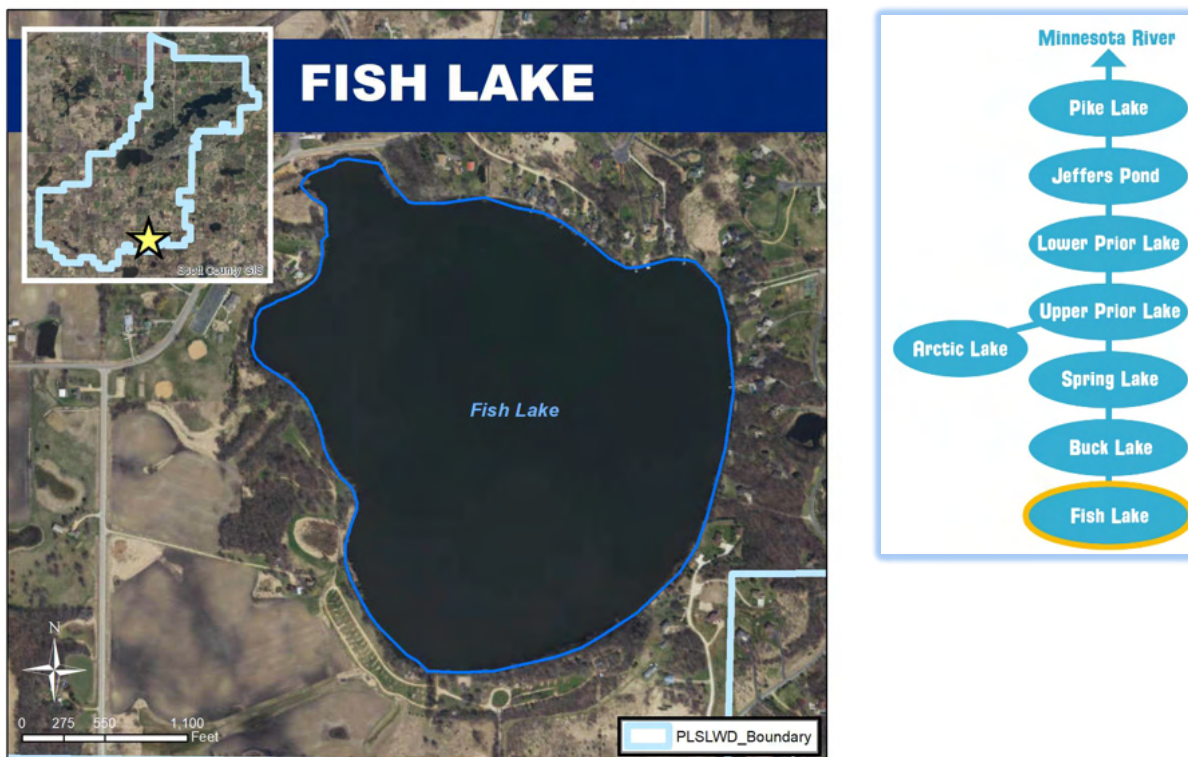 FISH LAKE
Scott County GIS
Fish Lake
N
0 275 550 1,100
Feet
PLSLWD_Boundary
Minnesota River
Pike Lake
Jeffers Pond
Lower Prior Lake
Upper Prior Lake
Arctic Lake
Spring Lake
Buck Lake
Fish Lake